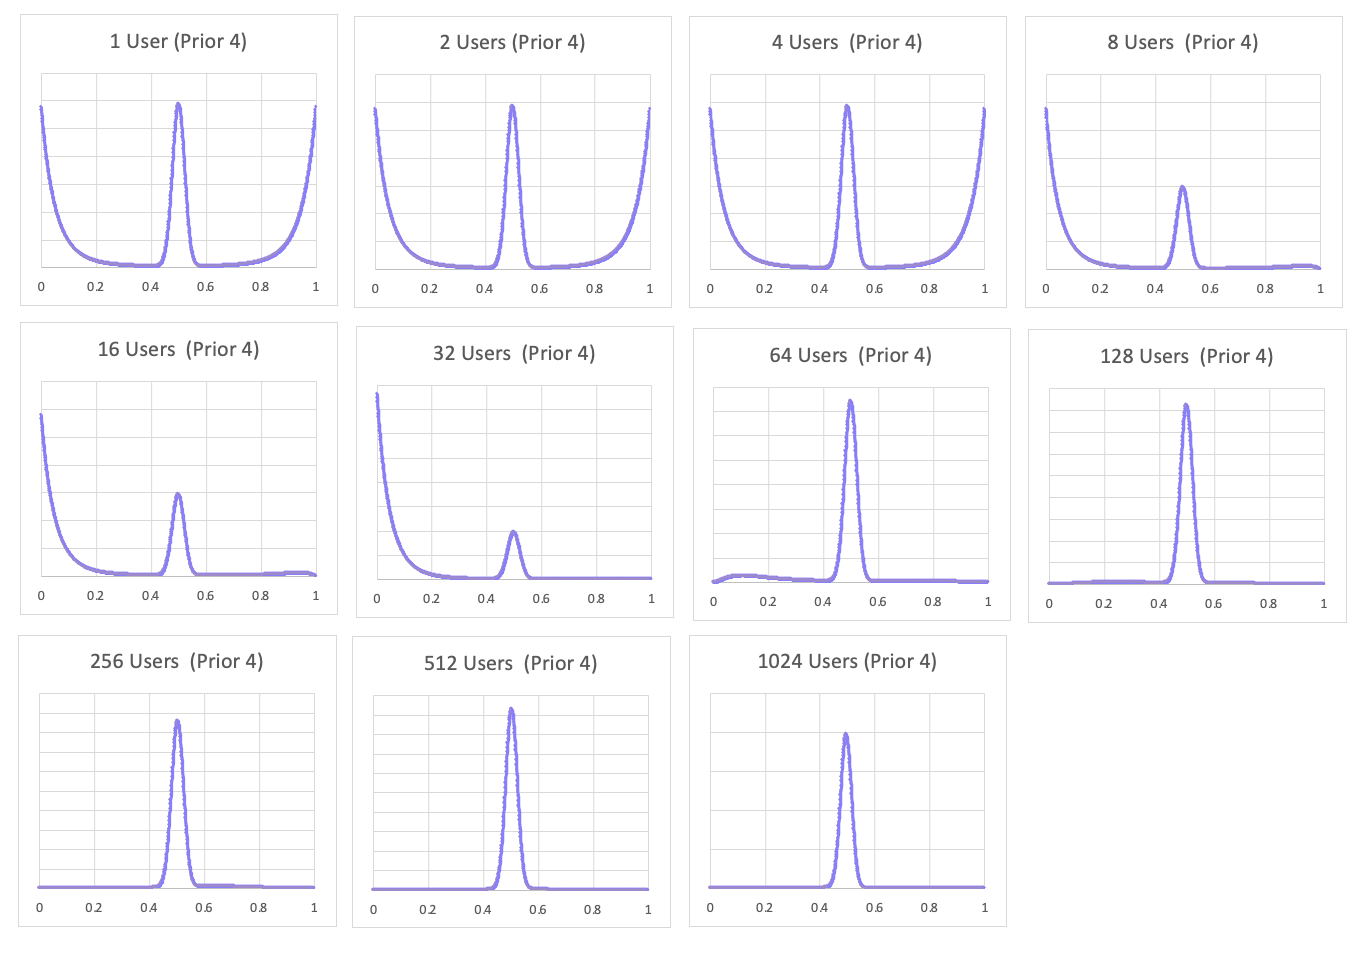 1 User (Prior 4)
0 0.2 0.4 0.6 0.8 1
2 Users (Prior 4)
0 0.2 0.4 0.6 0.8 1
4 Users  (Prior 4)
0 0.2 0.4 0.6 0.8 1
8 Users  (Prior 4)
0 0.2 0.4 0.6 0.8 1
16 Users  (Prior 4)
0 0.2 0.4 0.6 0.8 1
32 Users  (Prior 4)
0 0.2 0.4 0.6 0.8 1
64 Users  (Prior 4)
0 0.2 0.4 0.6 0.8 1
128 Users  (Prior 4)
0 0.2 0.4 0.6 0.8 1
256 Users  (Prior 4)
0 0.2 0.4 0.6 0.8 1
512 Users  (Prior 4)
0 0.2 0.4 0.6 0.8 1
1024 Users (Prior 4)
0 0.2 0.4 0.6 0.8 1